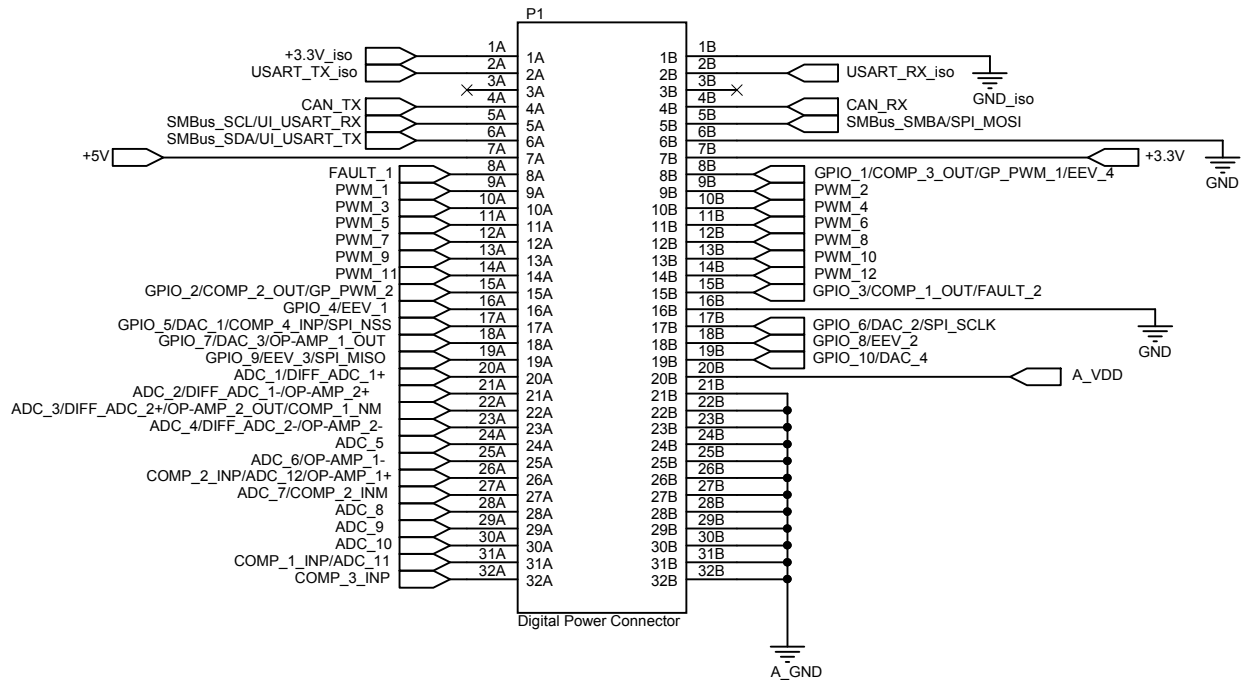 P1
+3.3V_iso 1A 1A 1B 1B
USART_TX_iso 2A 2A 2B 2B USART_RX_iso
3A 3A 3B 3B GND_iso
CAN_TX 4A 4A 4B 4B CAN_RX
SMBus_SCL/UI_USART_RX 5A 5A 5B 5B SMBus_SMBA/SPI_MOSI
SMBus_SDA/UI_USART_TX 6A 6A 6B 6B
+5V 7A 7A 7B 7B +3.3V
FAULT_1 8A 8A 8B 8B GPIO_1/COMP_3_OUT/GP_PWM_1/EEV_4 GND
PWM_1 9A 9A 9B 9B PWM_2
PWM_3 10A 10A 10B 10B PWM_4
PWM_5 11A 11A 11B 11B PWM_6
PWM_7 12A 12A 12B 12B PWM_8
PWM_9 13A 13A 13B 13B PWM_10
PWM_11 14A 14A 14B 14B PWM_12
GPIO_2/COMP_2_OUT/GP_PWM_2 15A 15A 15B 15B GPIO_3/COMP_1_OUT/FAULT_2
GPIO_4/EEV_1 16A 16A 16B 16B
GPIO_5/DAC_1/COMP_4_INP/SPI_NSS 17A 17A 17B 17B GPIO_6/DAC_2/SPI_SCLK
GPIO_7/DAC_3/OP-AMP_1_OUT 18A 18A 18B 18B GPIO_8/EEV_2 GND
GPIO_9/EEV_3/SPI_MISO 19A 19A 19B 19B GPIO_10/DAC_4
ADC_1/DIFF_ADC_1+ 20A 20A 20B 20B A_VDD
ADC_2/DIFF_ADC_1-/OP-AMP_2+ 21A 21A 21B 21B
ADC_3/DIFF_ADC_2+/OP-AMP_2_OUT/COMP_1_NM 22A 22A 22B 22B
ADC_4/DIFF_ADC_2-/OP-AMP_2- 23A 23A 23B 23B
ADC_5 24A 24A 24B 24B
ADC_6/OP-AMP_1- 25A 25A 25B 25B
COMP_2_INP/ADC_12/OP-AMP_1+ 26A 26A 26B 26B
ADC_7/COMP_2_INM 27A 27A 27B 27B
ADC_8 28A 28A 28B 28B
ADC_9 29A 29A 29B 29B
ADC_10 30A 30A 30B 30B
COMP_1_INP/ADC_11 31A 31A 31B 31B
COMP_3_INP 32A 32A 32B 32B
Digital Power Connector
A_GND